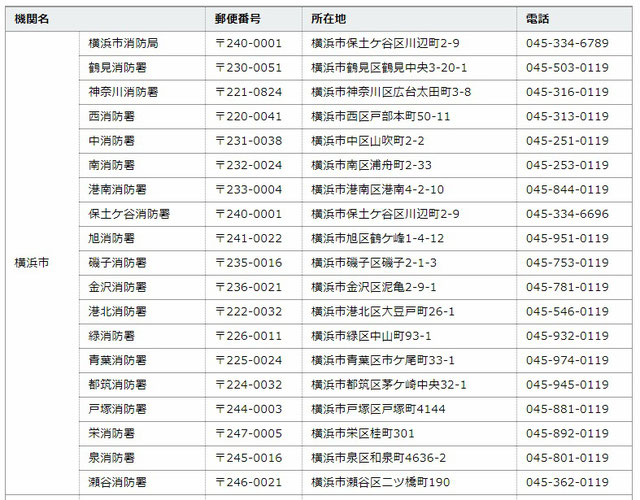 機関名 郵便番号 所在地 電話
横浜市消防局 〒240-0001 横浜市保土ケ谷区川辺町2-9 045-334-6789
鶴見消防署 〒230-0051 横浜市鶴見区鶴見中央3-20-1 045-503-0119
神奈川消防署 〒221-0824 横浜市神奈川区広台太田町3-8 045-316-0119
西消防署 〒220-0041 横浜市西区戸部本町50-11 045-313-0119
中消防署 〒231-0038 横浜市中区山吹町2-2 045-251-0119
南消防署 〒232-0024 横浜市南区浦舟町2-33 045-253-0119
港南消防署 〒233-0004 横浜市港南区港南4-2-10 045-844-0119
保土ケ谷消防署 〒240-0001 横浜市保土ケ谷区川辺町2-9 045-334-6696
旭消防署 〒241-0022 横浜市旭区鶴ケ峰1-4-12 045-951-0119
横浜市 磯子消防署 〒235-0016 横浜市磯子区磯子2-1-3 045-753-0119
金沢消防署 〒236-0021 横浜市金沢区泥亀2-9-1 045-781-0119
港北消防署 〒222-0032 横浜市港北区大豆戸町26-1 045-546-0119
緑消防署 〒226-0011 横浜市緑区中山町93-1 045-932-0119
青葉消防署 〒225-0024 横浜市青葉区市ケ尾町33-1 045-974-0119
都筑消防署 〒224-0032 横浜市都筑区茅ケ崎中央32-1 045-945-0119
戸塚消防署 〒244-0003 横浜市戸塚区戸塚町4144 045-881-0119
栄消防署 〒247-0005 横浜市栄区桂町301 045-892-0119
泉消防署 〒245-0016 横浜市泉区和泉町4636-2 045-801-0119
瀬谷消防署 〒246-0021 横浜市瀬谷区二ツ橋町190 045-362-0119